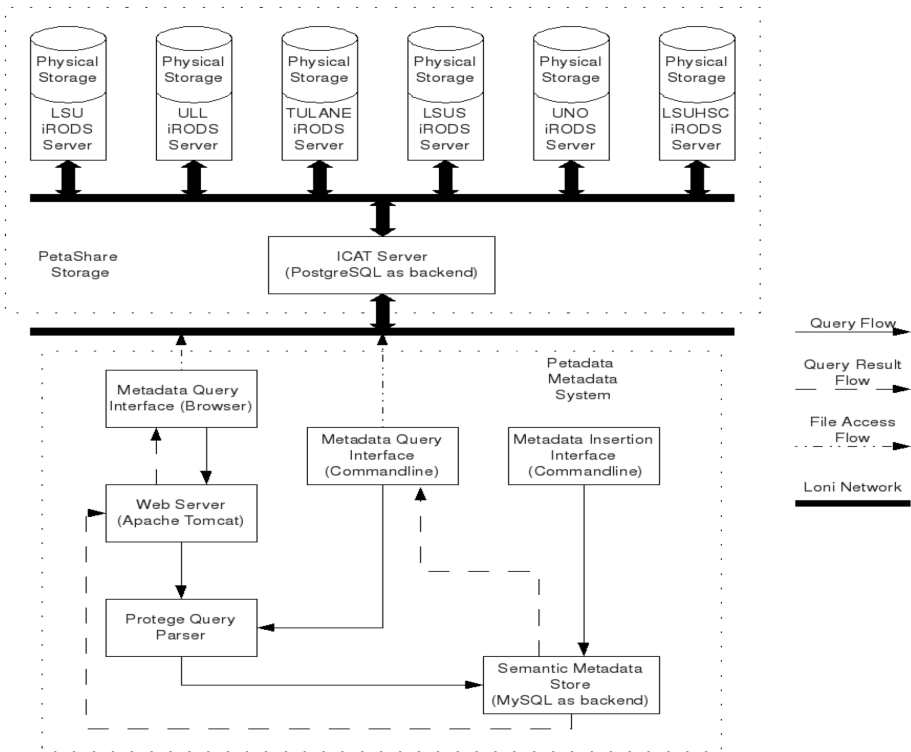 Physical
Storage
LSU
iRODS
Server
Physical
Storage
ULL
iRODS
Server
Physical
Storage
TULANE
iRODS
Server
Physical
Storage
LSUS
iRODS
Server
Physical
Storage
UNO
iRODS
Server
Physical
Storage
LSUHSC
iRODS
Server
PetaShare
Storage
ICAT Server
(PostgreSQL as backend)
Query Flow
Query Result
Flow
File Access
Flow
Loni Network
Petadata
Metadata
System
Metadata Query
Interface (Browser)
Metadata Query
Interface
(Commandline)
Metadata Insertion
Interface
(Commandline)
Web Server
(Apache Tomcat)
Protege Query
Parser
Semantic Metadata
Store
(MySQL as backend)